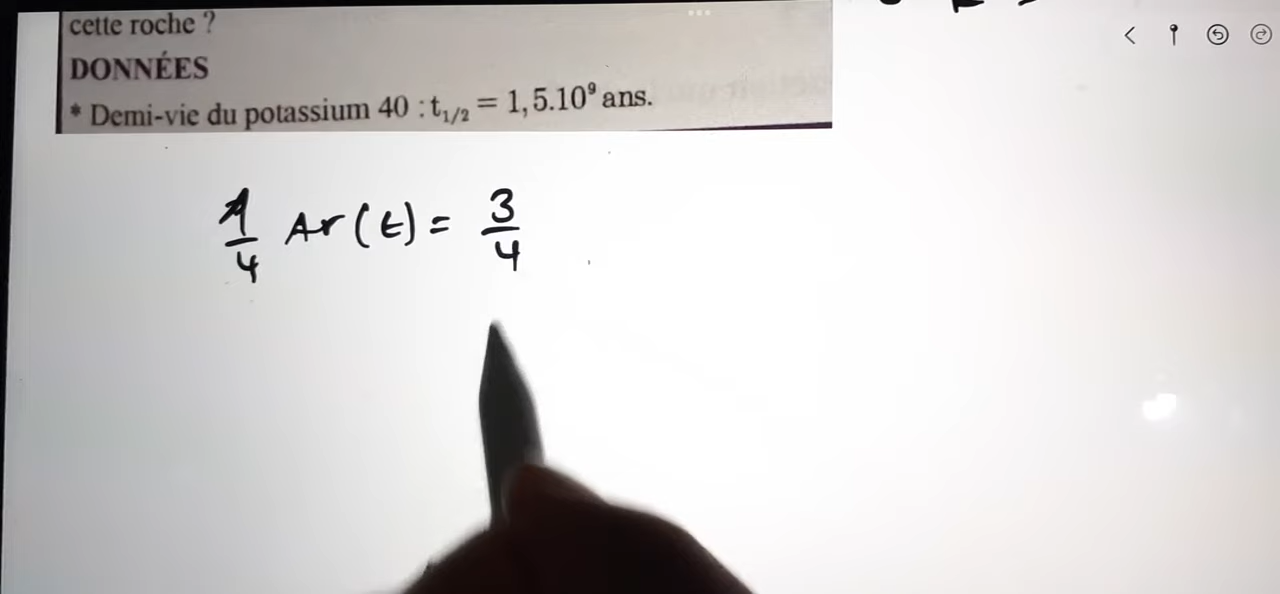 cette roche ?
DONNÉES
* Demi-vie du potassium 40 : t₁/₂ = 1,5.10⁹ ans.
1/4 Ar(t) = 3/4